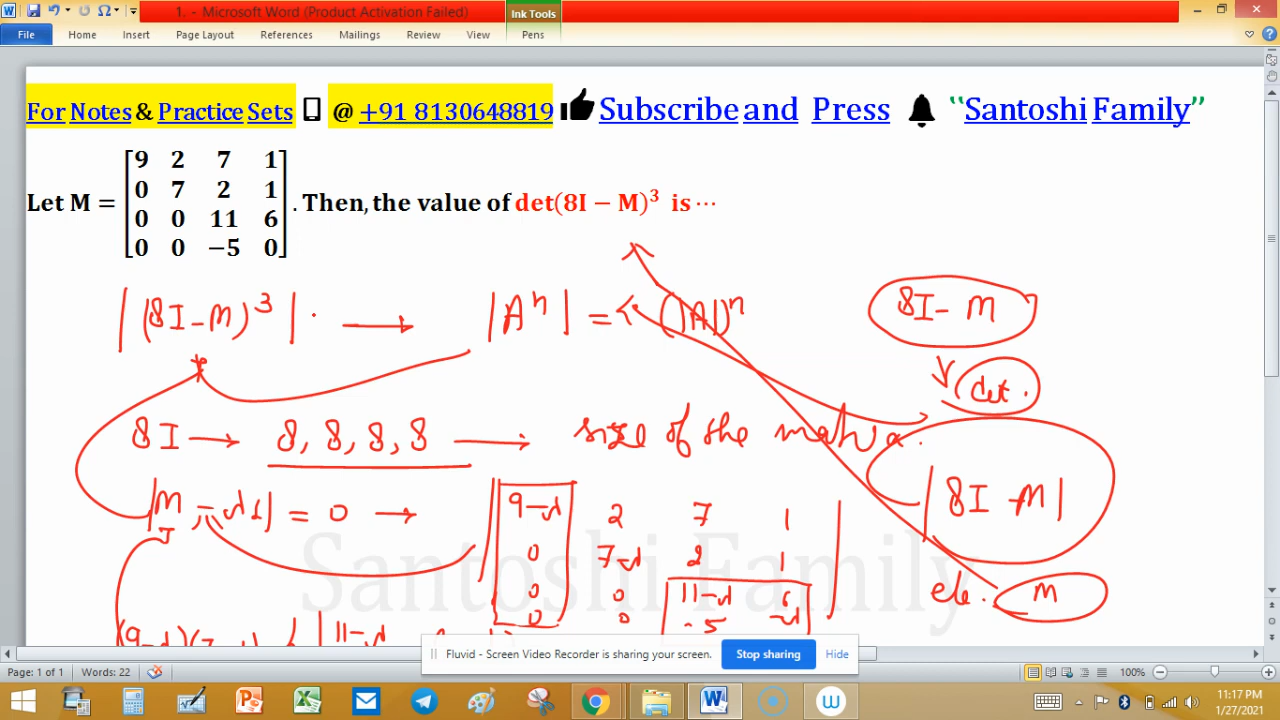 1. - Microsoft Word (Product Activation Failed)
Ink Tools
File Home Insert Page Layout References Mailings Review View Pens
For Notes & Practice Sets @ +91 8130648819 Subscribe and Press "Santoshi Family"
Let M = [9 2 7 1
0 7 2 1
0 0 11 6
0 0 −5 0]. Then, the value of det(8I − M)³ is ⋯
|(8I-M)³| · → |Aⁿ| = (|A|)ⁿ
8I-M
det.
8I → 8, 8, 8, 8 → size of the
|8I-M|
|M-λI| = 0 → |9-λ 2 7 1
0 7-λ 2 1
0 0 11-λ 6
0 0 -5 -λ|
M
Santoshi Family
11-λ
Fluvid - Screen Video Recorder is sharing your screen. Stop sharing Hide
Page: 1 of 1 Words: 22 100%
11:17 PM
1/27/2021